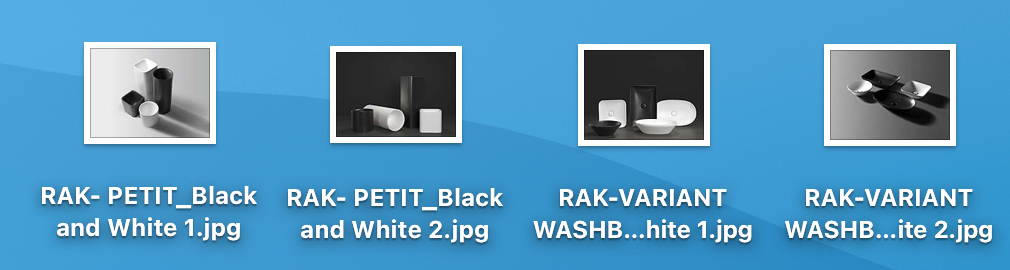 RAK- PETIT_Black
and White 1.jpg
RAK- PETIT_Black
and White 2.jpg
RAK-VARIANT
WASHB...hite 1.jpg
RAK-VARIANT
WASHB...ite 2.jpg